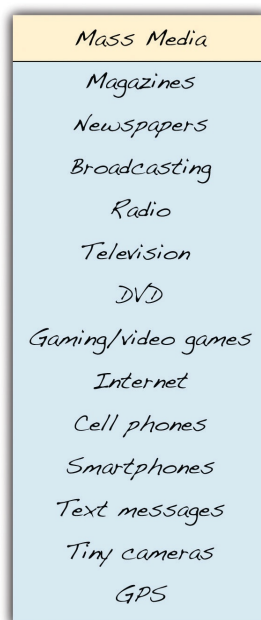 Mass Media
Magazines
Newspapers
Broadcasting
Radio
Television
DVD
Gaming/video games
Internet
Cell phones
Smartphones
Text messages
Tiny cameras
GPS